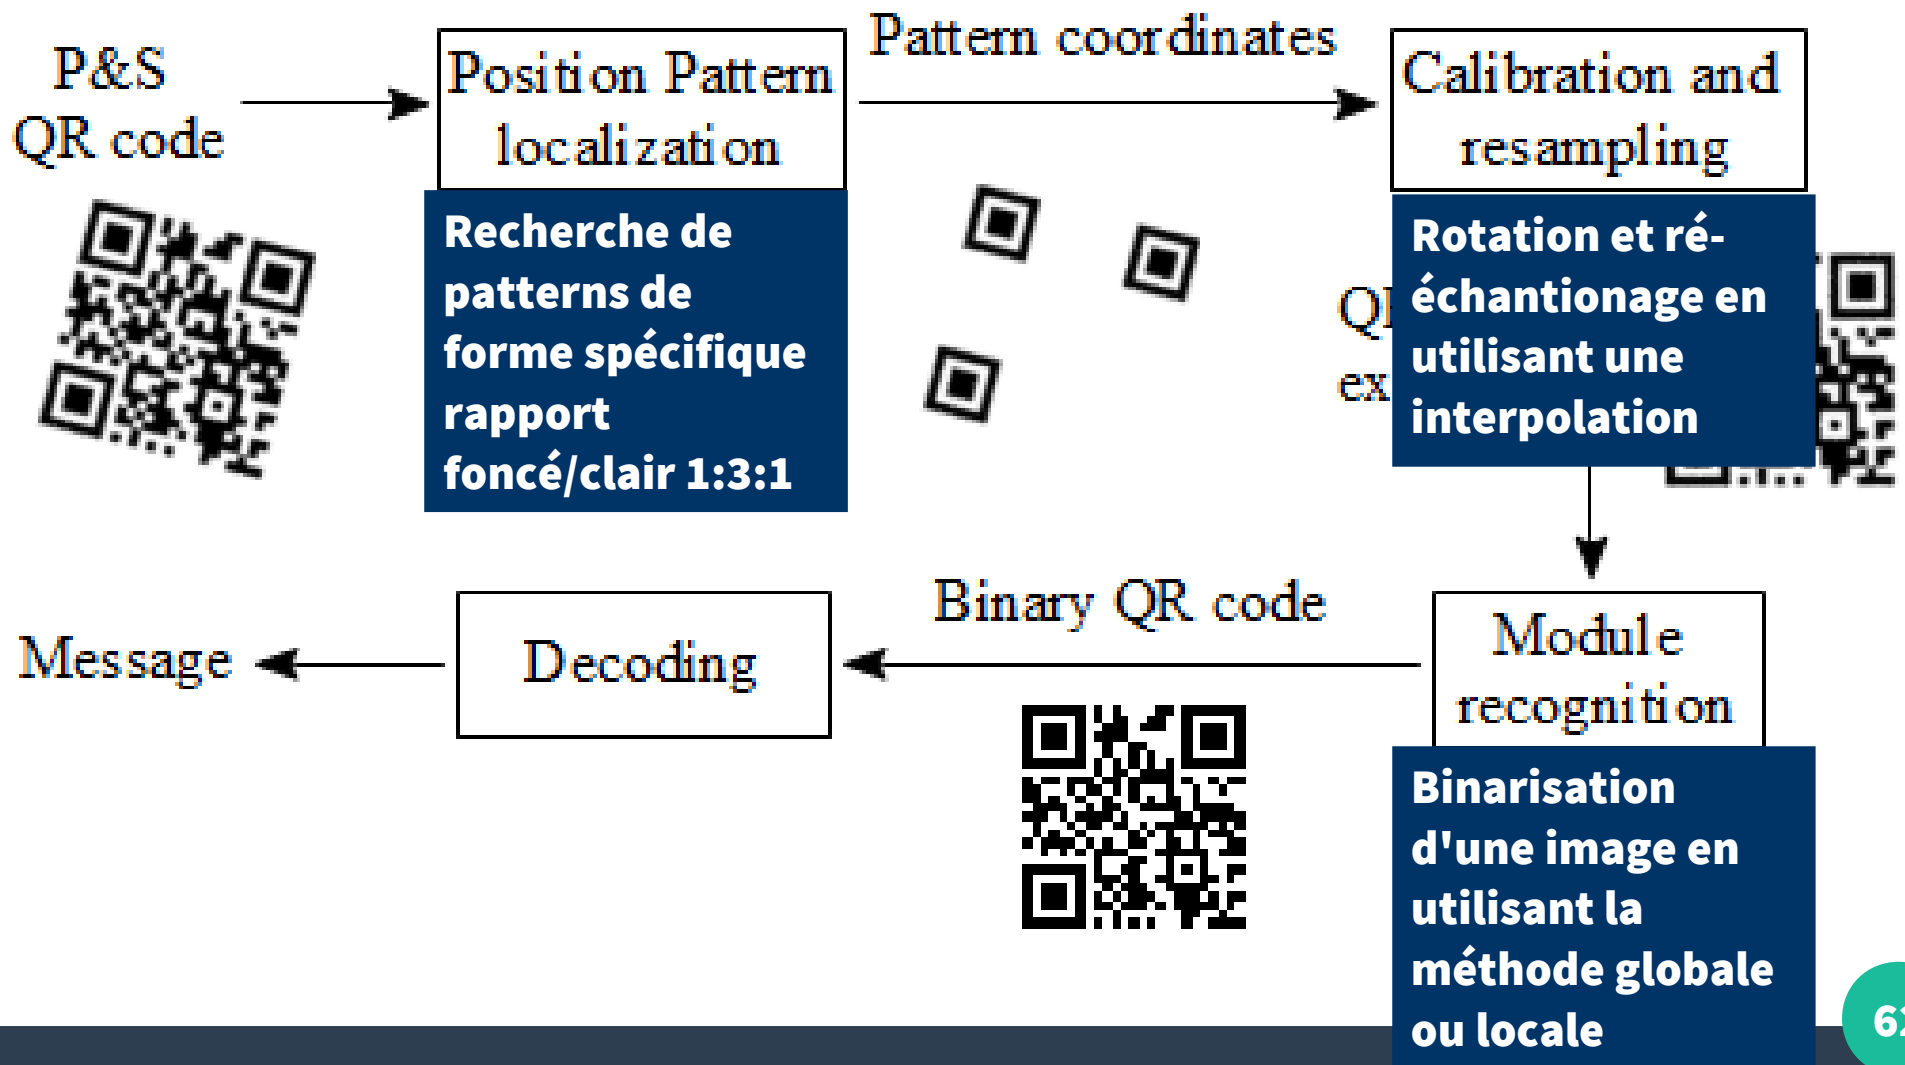 P&S
QR code
Position Pattern
localization
Pattern coordinates
Calibration and
resampling
Recherche de
patterns de
forme spécifique
rapport
foncé/clair 1:3:1
Rotation et ré-
échantionage en
utilisant une
interpolation
Message
Decoding
Binary QR code
Module
recognition
Binarisation
d'une image en
utilisant la
méthode globale
ou locale